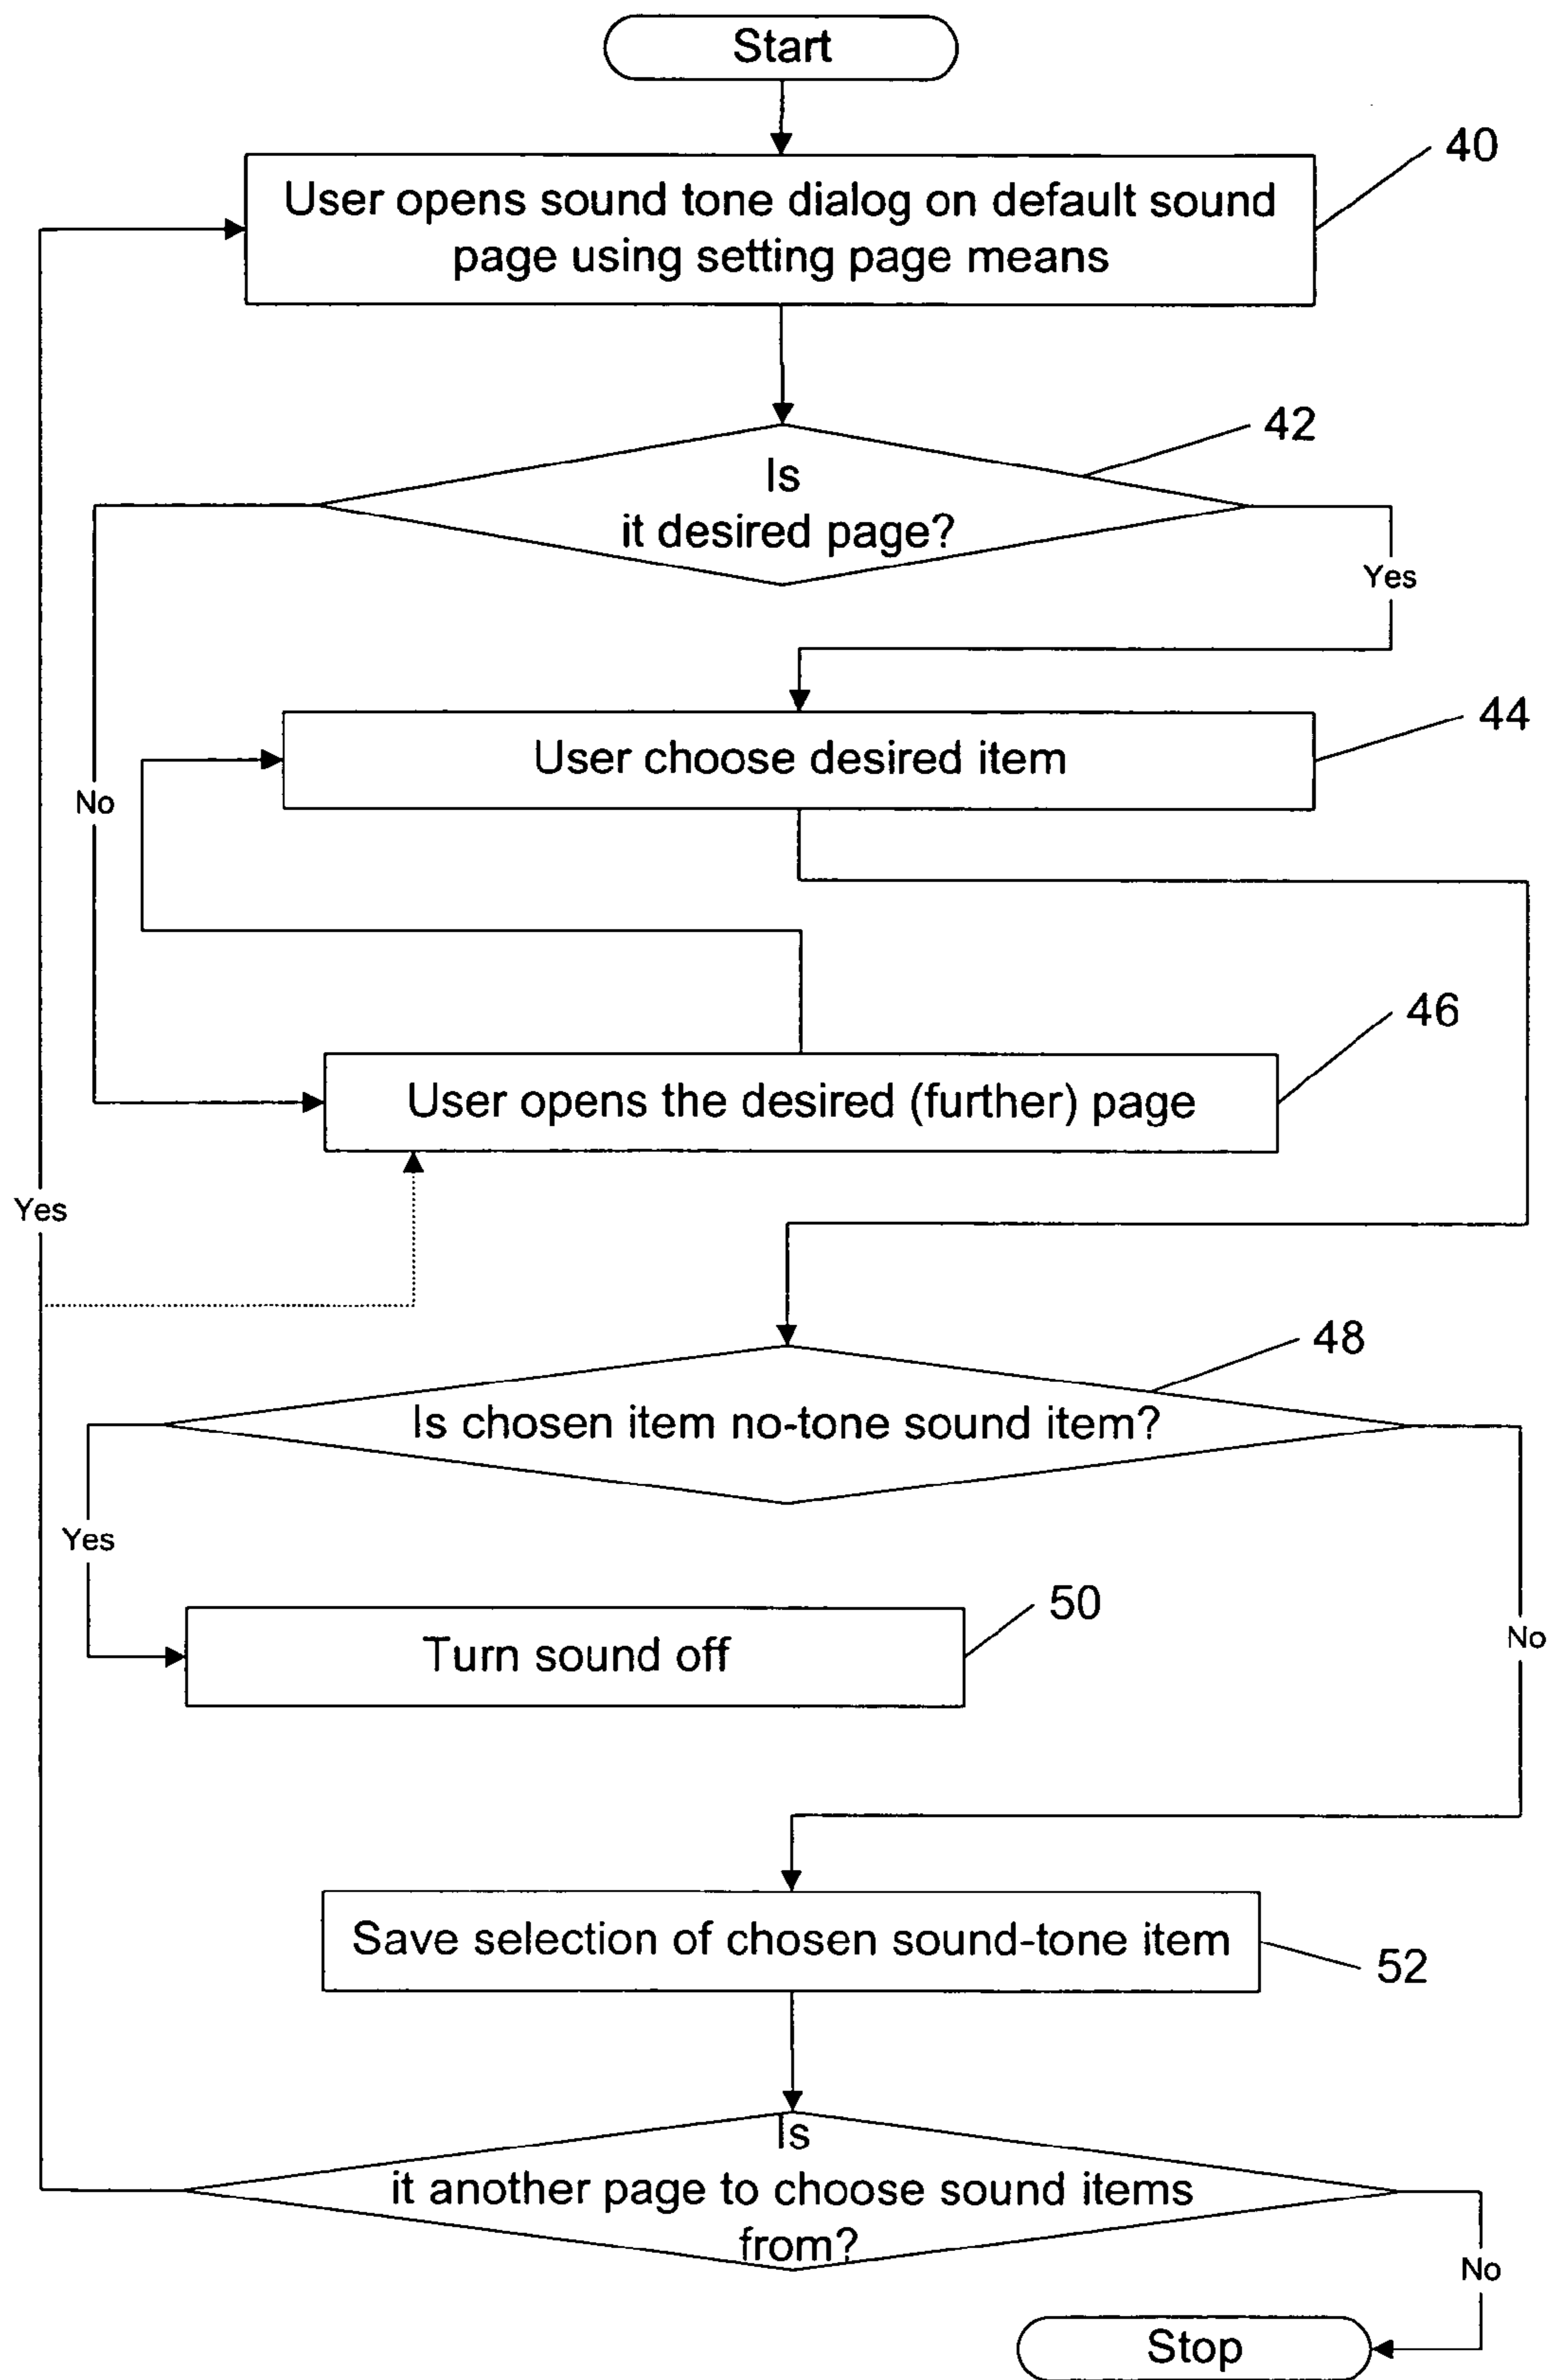 Start
40
User opens sound tone dialog on default sound
page using setting page means
42
Is
it desired page?
Yes
44
User choose desired item
No
46
User opens the desired (further) page
Yes
48
Is chosen item no-tone sound item?
Yes
50
Turn sound off
No
Save selection of chosen sound-tone item
52
Is
it another page to choose sound items
from?
No
Stop